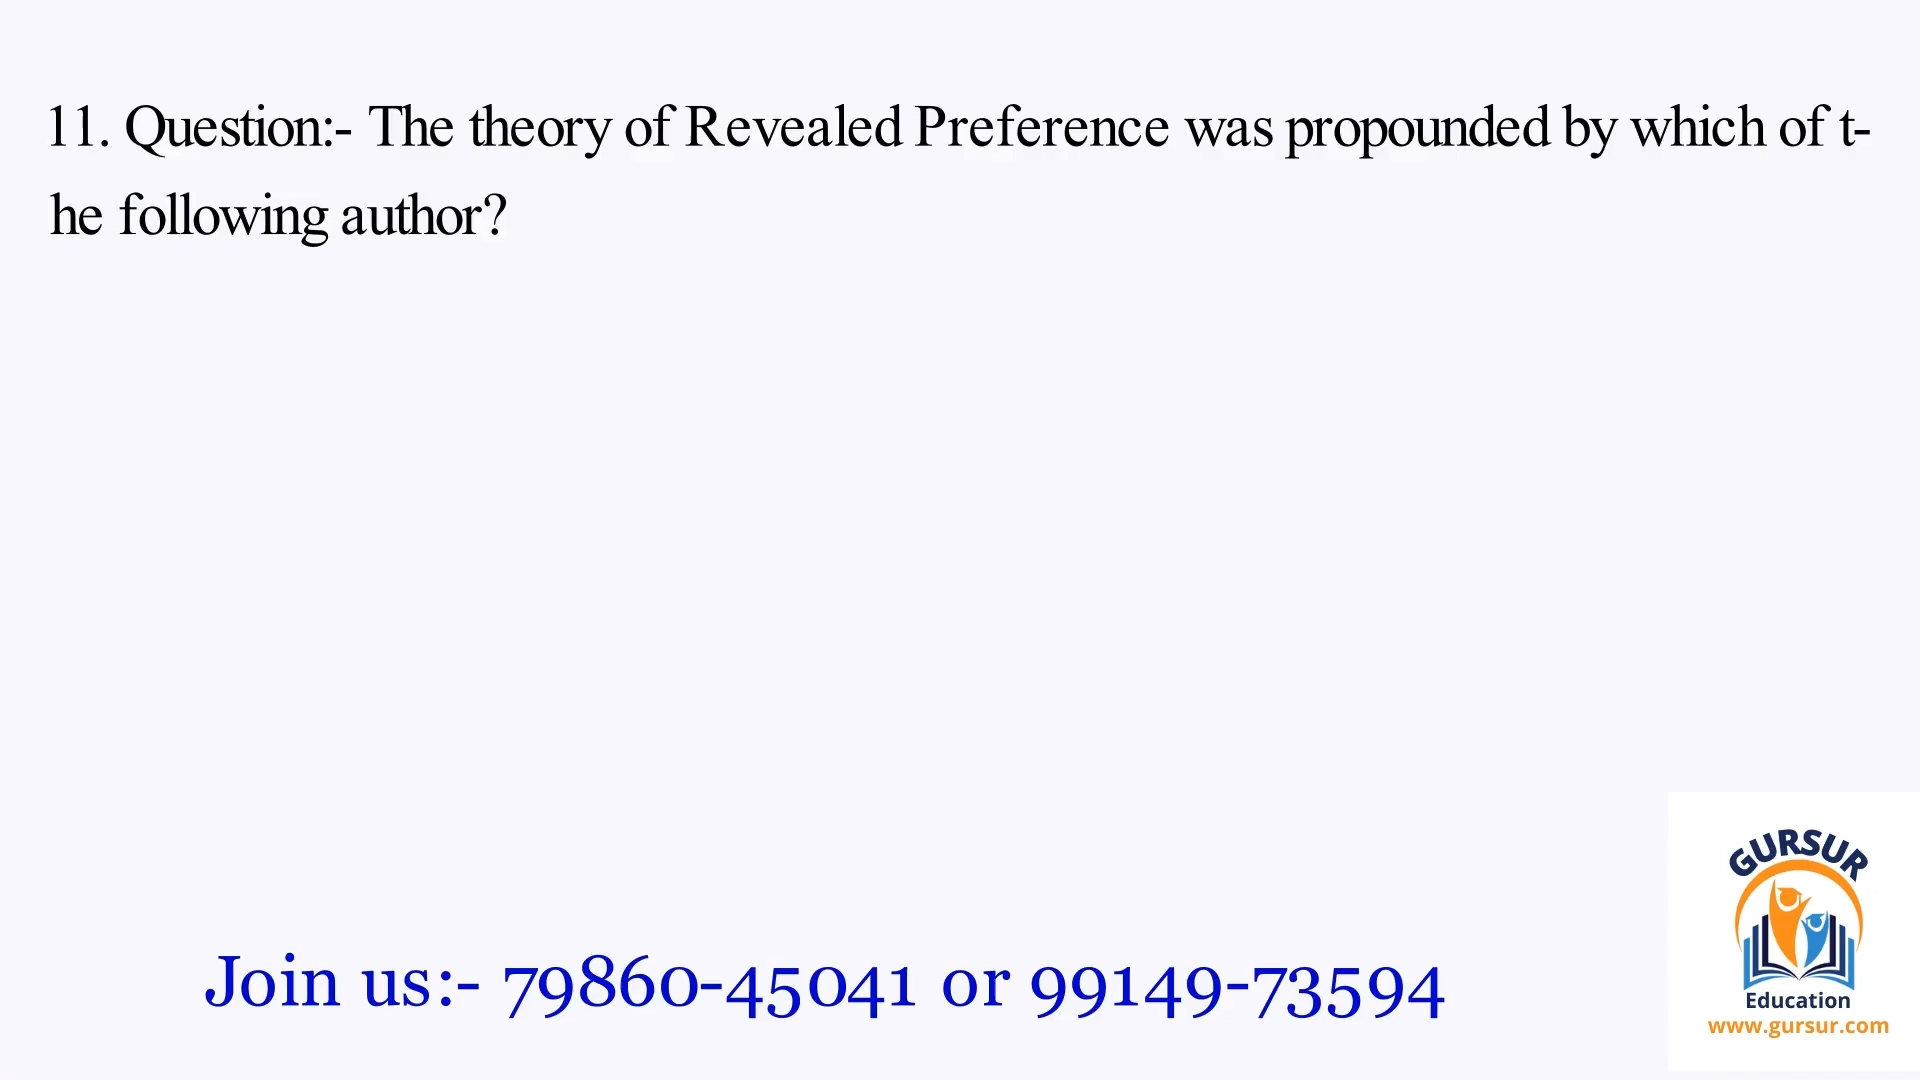 11. Question:- The theory of Revealed Preference was propounded by which of t-
he following author?
Join us:- 79860-45041 or 99149-73594
GURSUR
Education
www.gursur.com